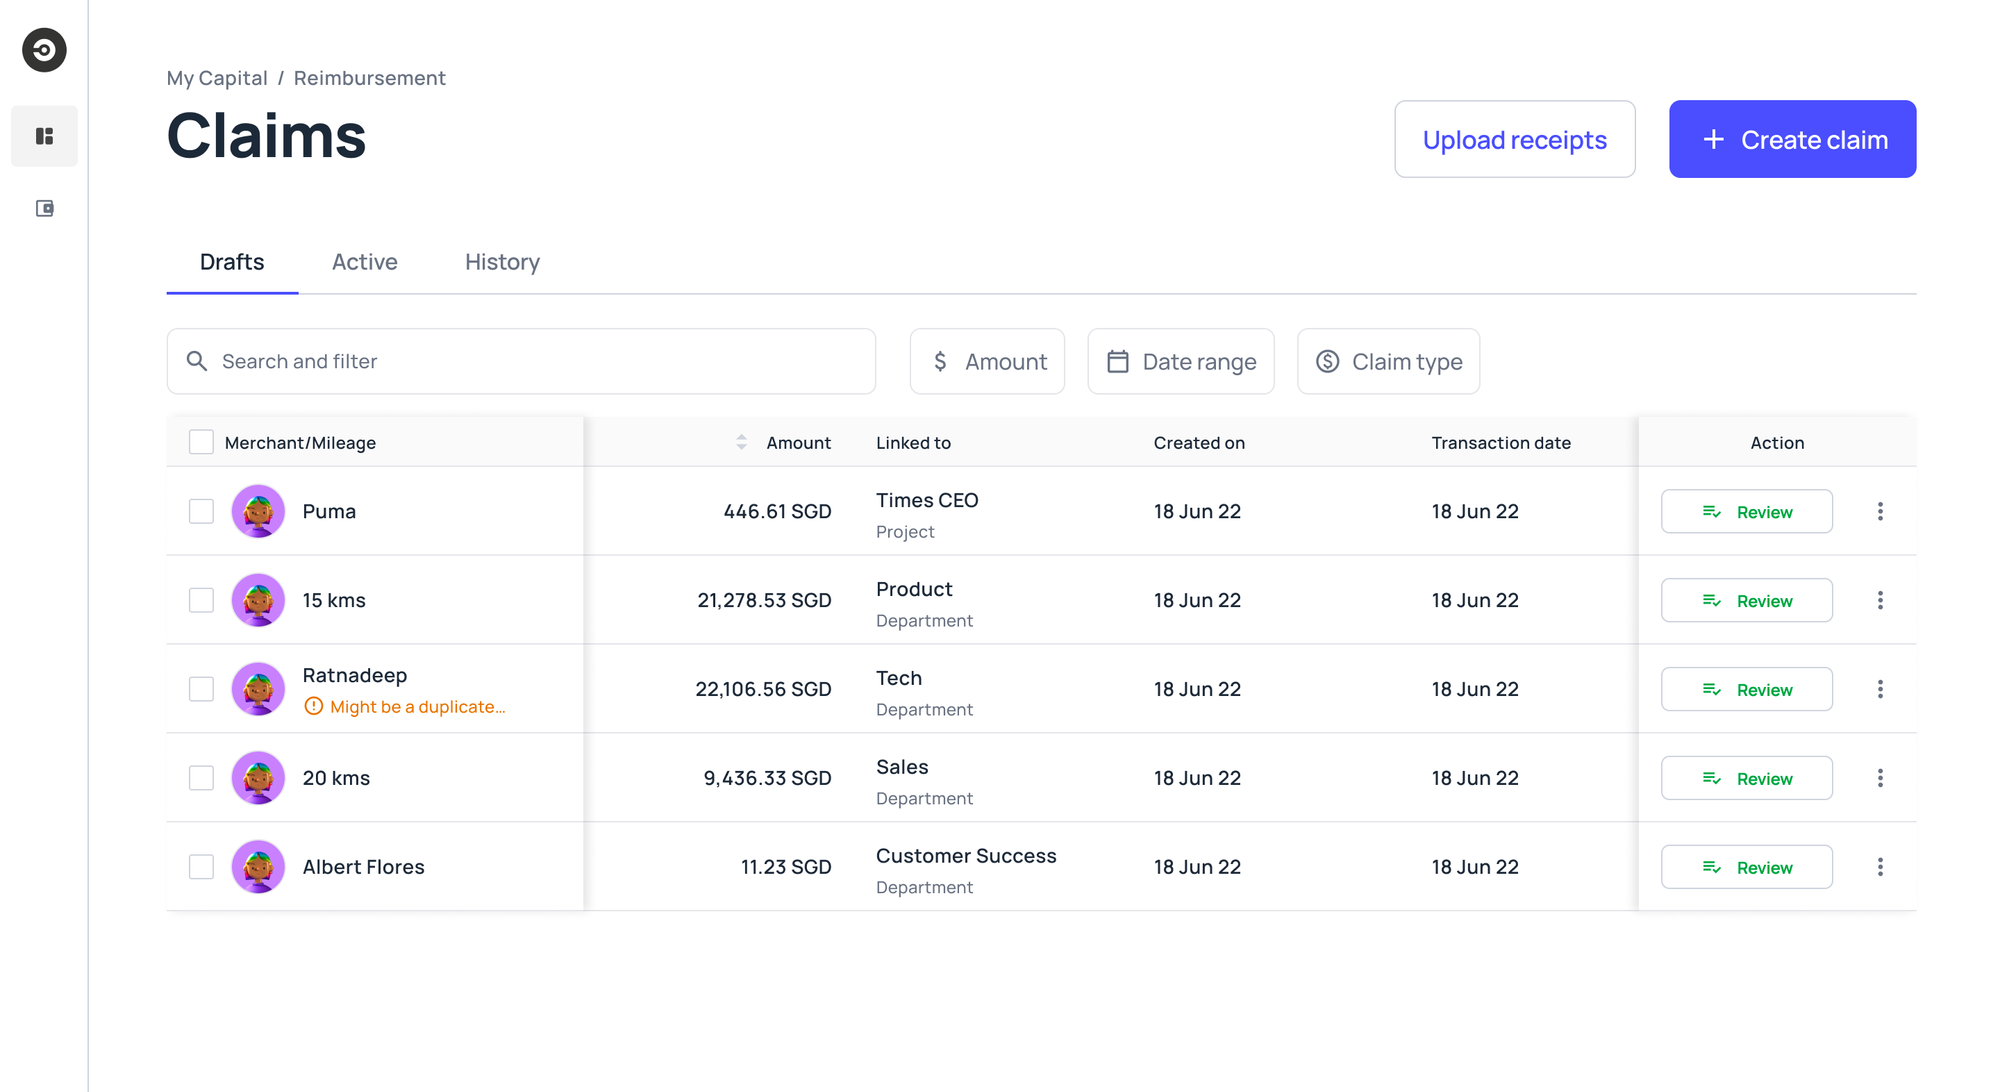 My Capital / Reimbursement
Claims
Upload receipts
+ Create claim
Drafts
Active
History
Search and filter
$ Amount
Date range
Claim type
Merchant/Mileage
Amount
Linked to
Created on
Transaction date
Action
Puma
446.61 SGD
Times CEO
Project
18 Jun 22
18 Jun 22
Review
15 kms
21,278.53 SGD
Product
Department
18 Jun 22
18 Jun 22
Review
Ratnadeep
Might be a duplicate...
22,106.56 SGD
Tech
Department
18 Jun 22
18 Jun 22
Review
20 kms
9,436.33 SGD
Sales
Department
18 Jun 22
18 Jun 22
Review
Albert Flores
11.23 SGD
Customer Success
Department
18 Jun 22
18 Jun 22
Review